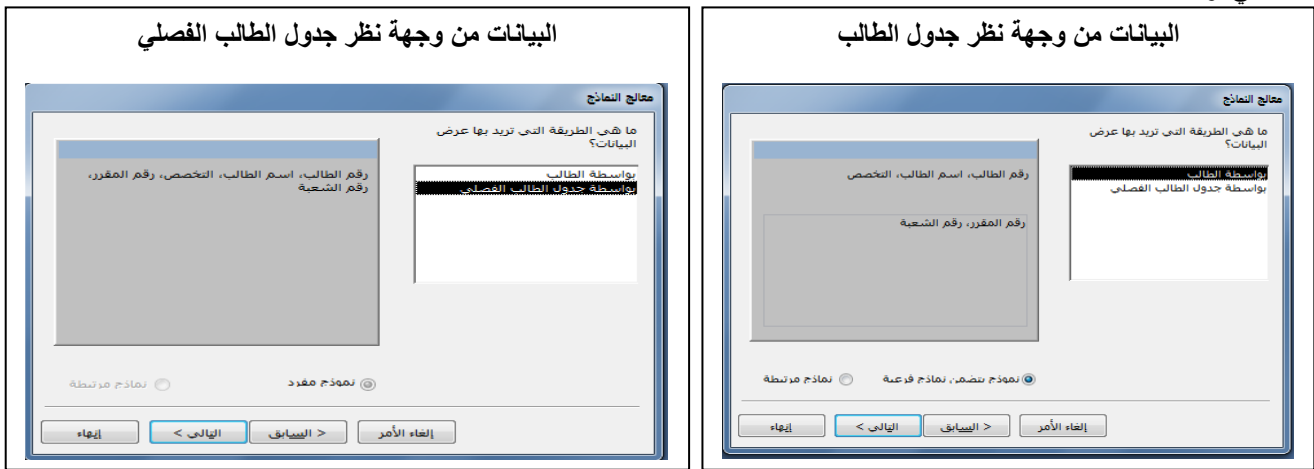 البيانات من وجهة نظر جدول الطالب
معالج النماذج
ما هي الطريقة التي تريد بها عرض
البيانات؟
بواسطة الطالب
بواسطة جدول الطالب الفصلي
رقم الطالب، اسم الطالب، التخصص
رقم المقرر، رقم الشعبة
نموذج يتضمن نماذج فرعية
نماذج مرتبطة
إلغاء الأمر
< السابق
التالي >
إنهاء
البيانات من وجهة نظر جدول الطالب الفصلي
معالج النماذج
ما هي الطريقة التي تريد بها عرض
البيانات؟
بواسطة الطالب
بواسطة جدول الطالب الفصلي
رقم الطالب، اسم الطالب، التخصص، رقم المقرر،
رقم الشعبة
نموذج مفرد
نماذج مرتبطة
إلغاء الأمر
< السابق
التالي >
إنهاء